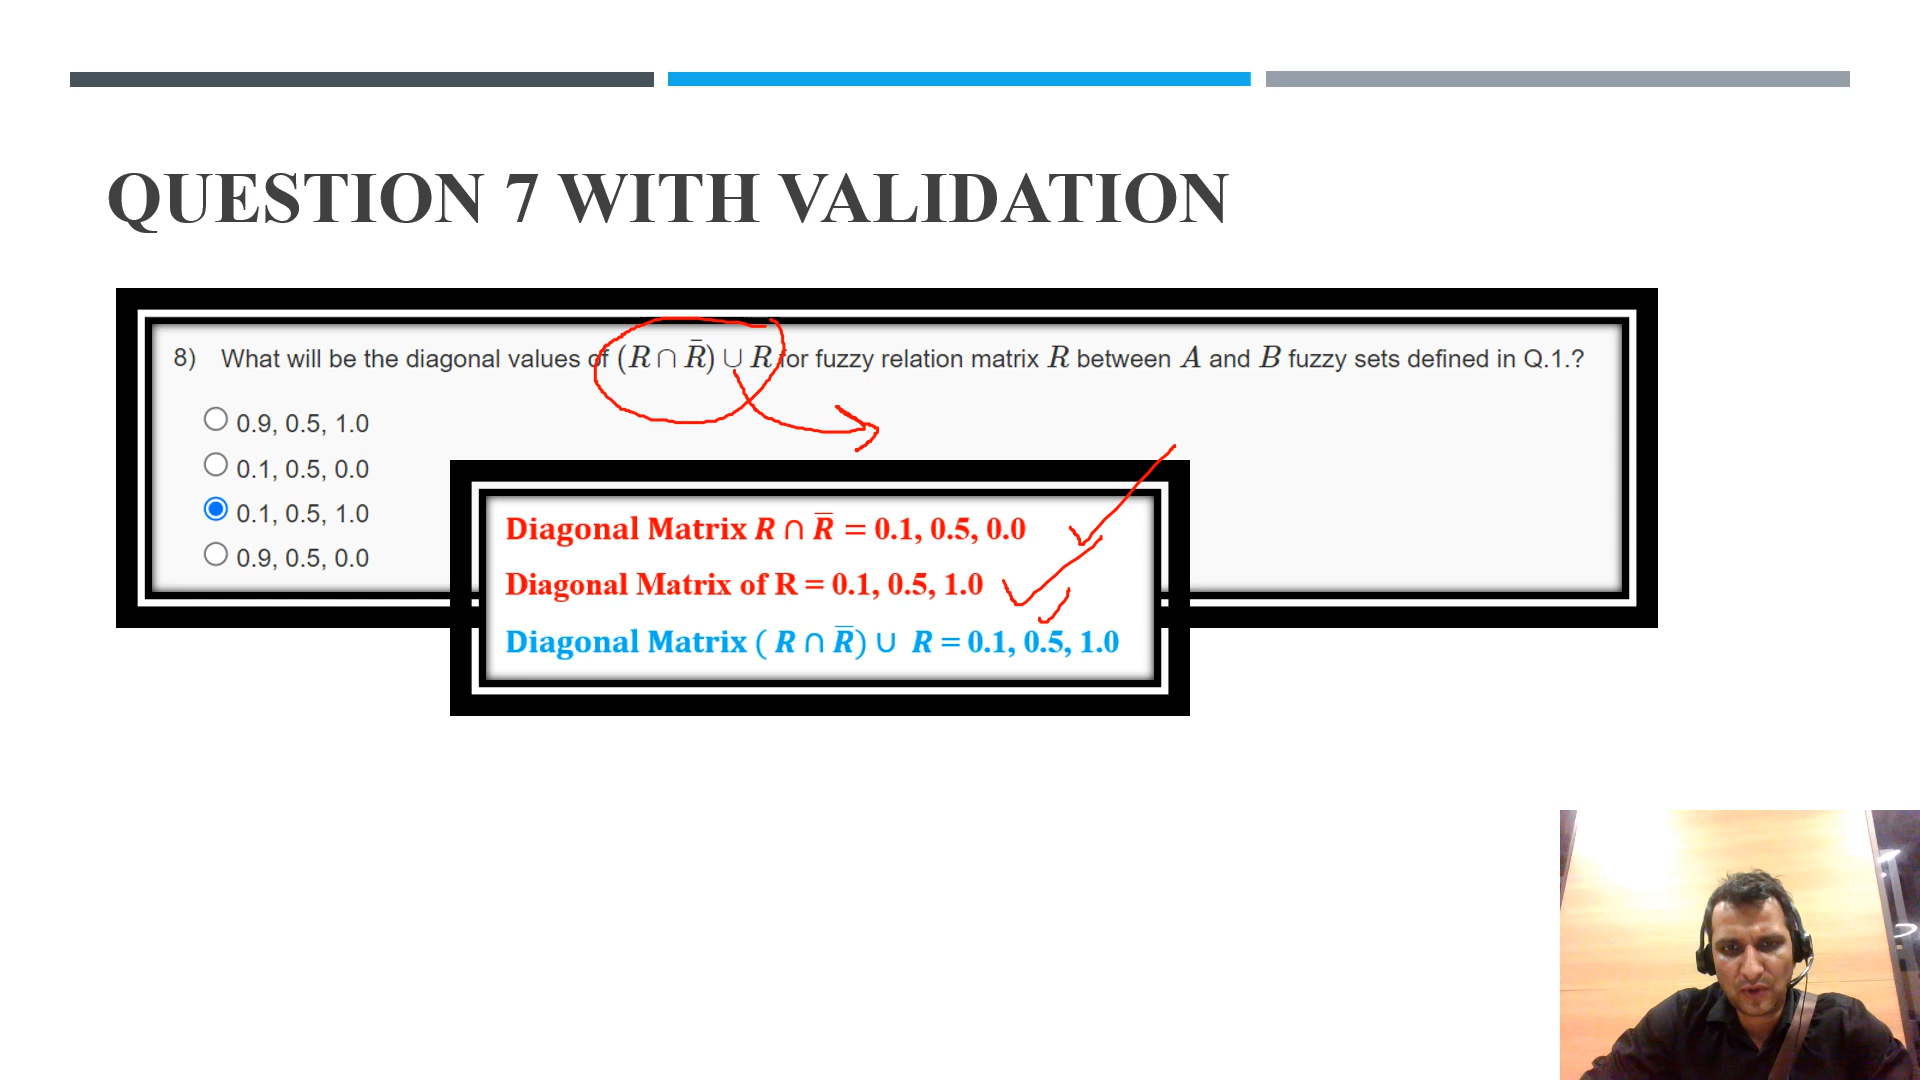 QUESTION 7 WITH VALIDATION
8) What will be the diagonal values of (R ∩ R̄) ∪ R for fuzzy relation matrix R between A and B fuzzy sets defined in Q.1.?
0.9, 0.5, 1.0
0.1, 0.5, 0.0
0.1, 0.5, 1.0
0.9, 0.5, 0.0
Diagonal Matrix R ∩ R̄ = 0.1, 0.5, 0.0
Diagonal Matrix of R = 0.1, 0.5, 1.0
Diagonal Matrix ( R ∩ R̄) ∪ R = 0.1, 0.5, 1.0